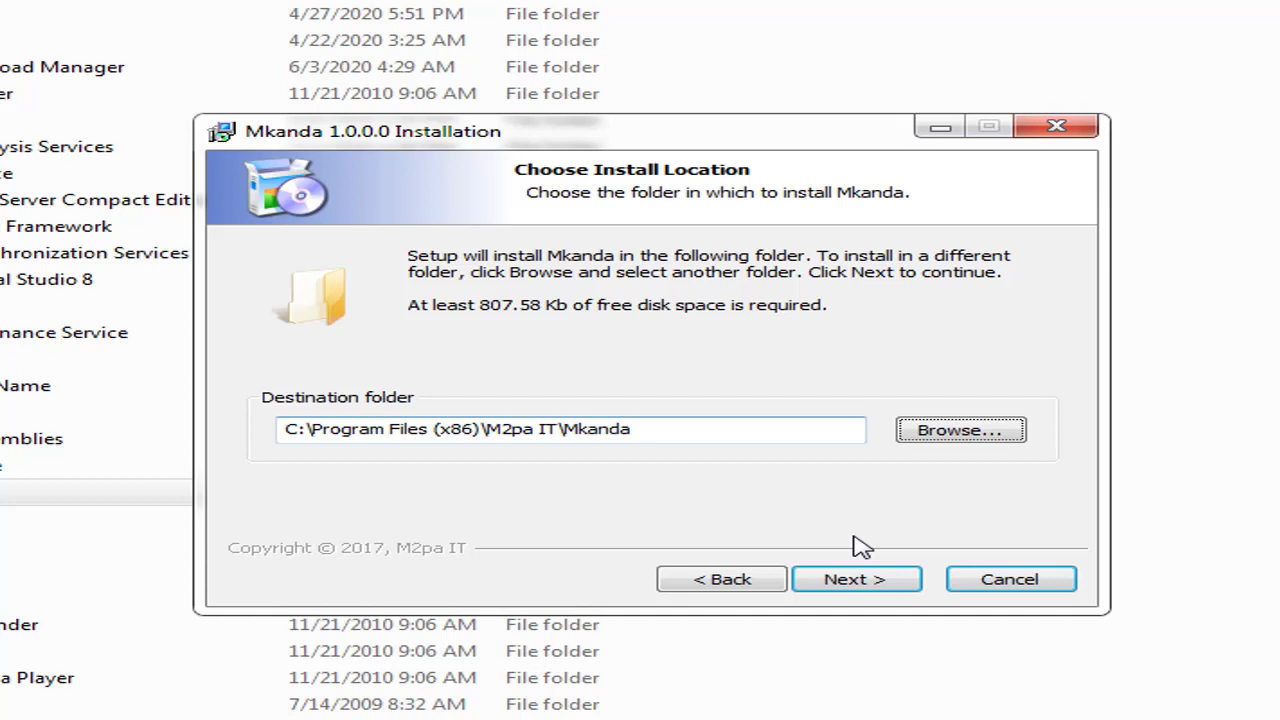 4/27/2020 5:51 PM File folder
4/22/2020 3:25 AM File folder
oad Manager 6/3/2020 4:29 AM File folder
er 11/21/2010 9:06 AM File folder
Mkanda 1.0.0.0 Installation
ysis Services
Choose Install Location
ce
Choose the folder in which to install Mkanda.
Server Compact Edit
Framework
chronization Services
Setup will install Mkanda in the following folder. To install in a different
folder, click Browse and select another folder. Click Next to continue.
al Studio 8
At least 807.58 Kb of free disk space is required.
nance Service
Name
Destination folder
C:\Program Files (x86)\M2pa IT\Mkanda
Browse...
emblies
Copyright © 2017, M2pa IT
< Back
Next >
Cancel
nder 11/21/2010 9:06 AM File folder
11/21/2010 9:06 AM File folder
a Player 11/21/2010 9:06 AM File folder
7/14/2009 8:32 AM File folder